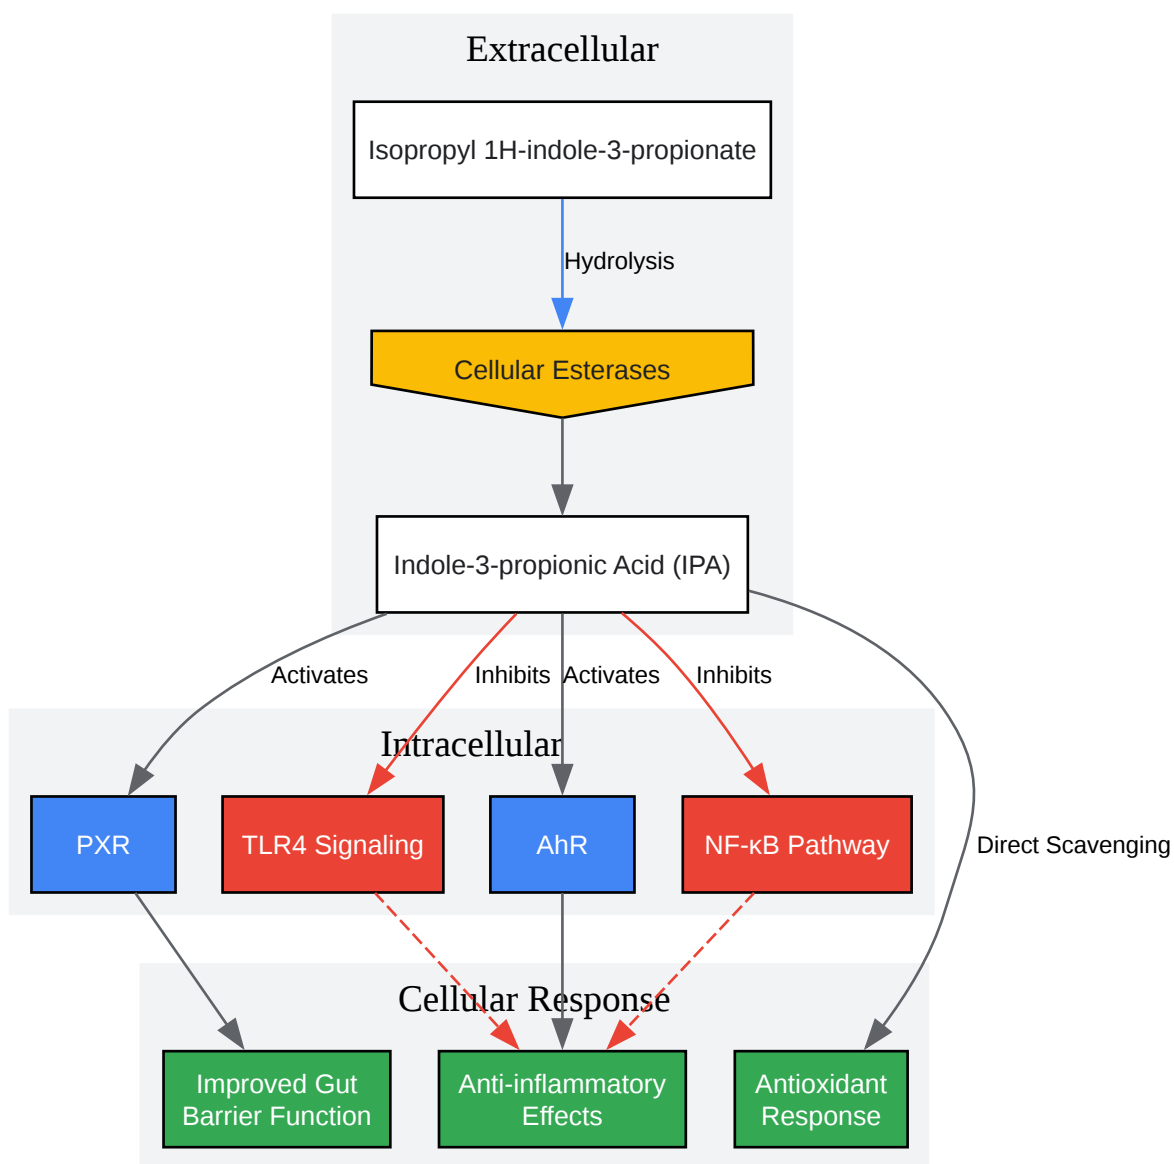 Extracellular
Isopropyl 1H-indole-3-propionate
Hydrolysis
Cellular Esterases
Indole-3-propionic Acid (IPA)
Activates
Inhibits
Activates
Inhibits
Intracellular
PXR
TLR4 Signaling
AhR
NF-κB Pathway
Direct Scavenging
Cellular Response
Improved Gut
Barrier Function
Anti-inflammatory
Effects
Antioxidant
Response